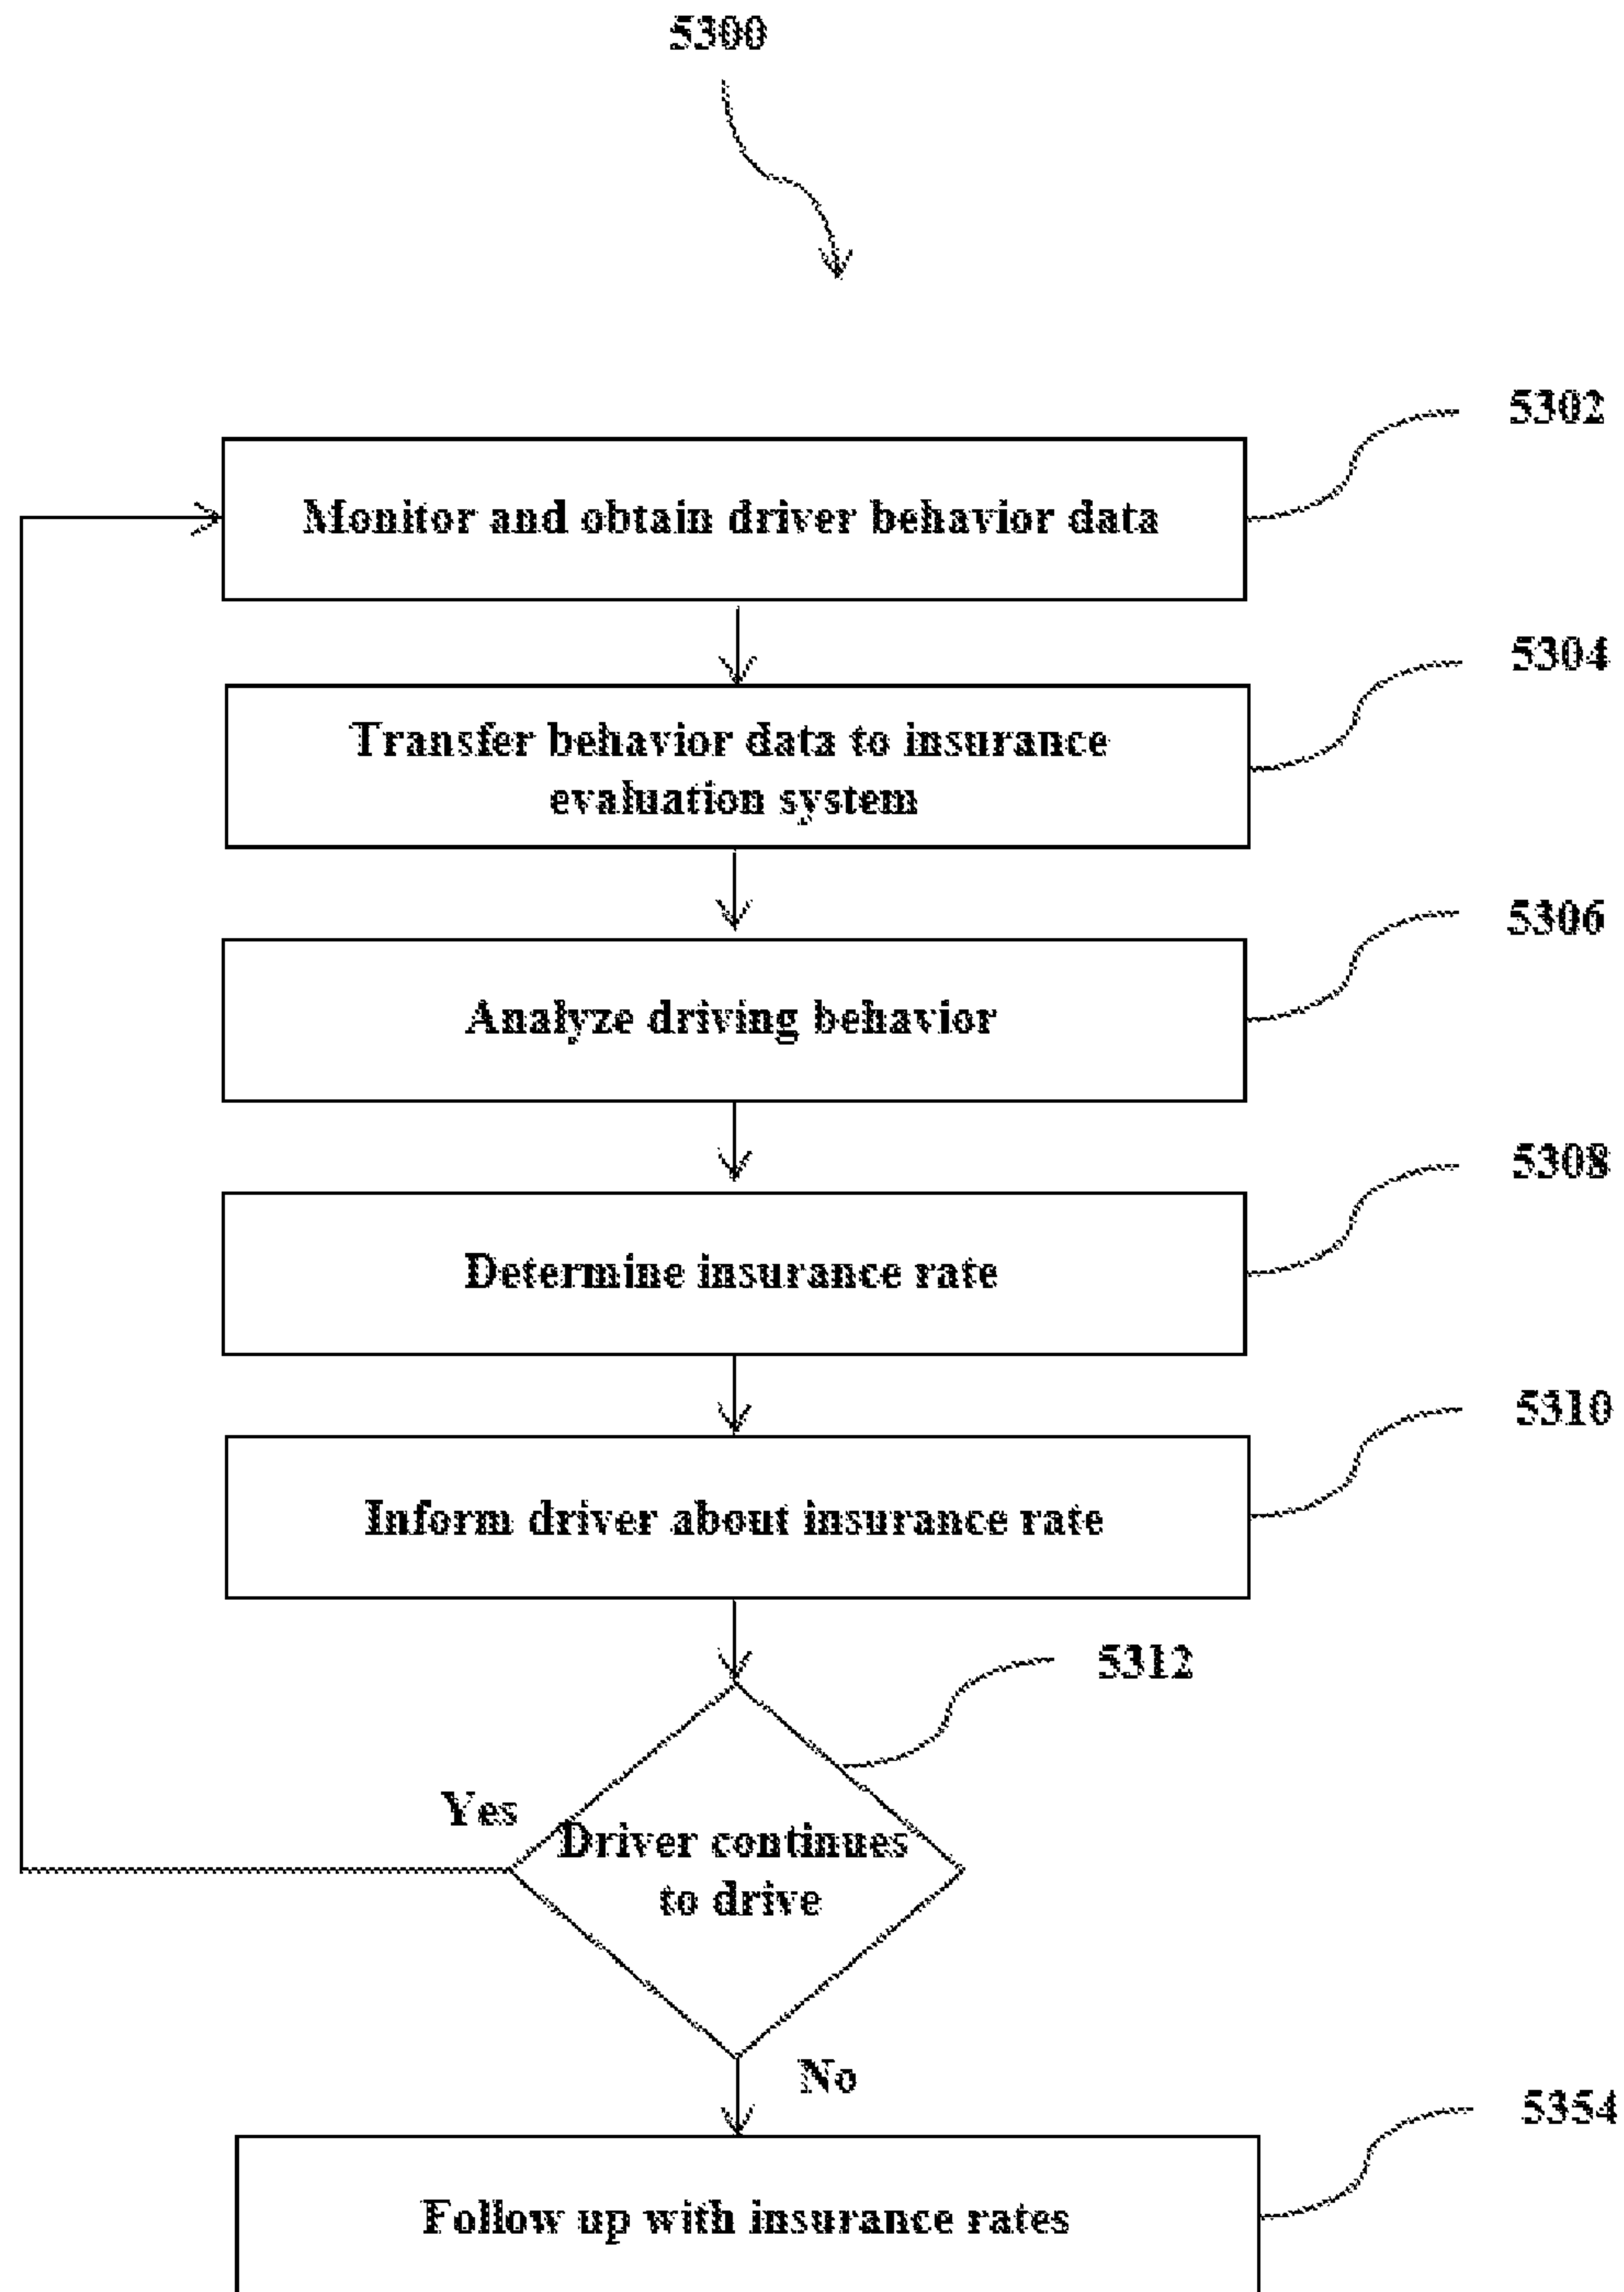 5300
5302
Monitor and obtain driver behavior data
5304
Transfer behavior data to insurance
evaluation system
5306
Analyze driving behavior
5308
Determine insurance rate
5310
Inform driver about insurance rate
5312
Yes
Driver continues
to drive
No
5354
Follow up with insurance rates